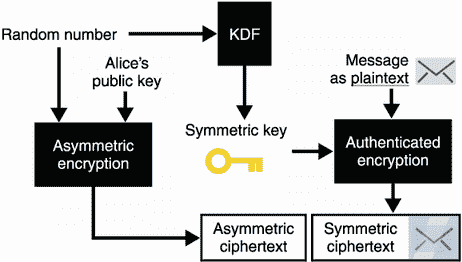 Random number
KDF
Alice's
public key
Message
as plaintext
Asymmetric
encryption
Symmetric key
Authenticated
encryption
Asymmetric
ciphertext
Symmetric
ciphertext